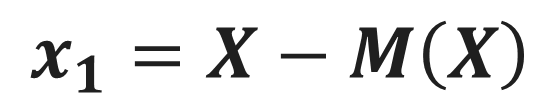 x₁ = X − M(X)